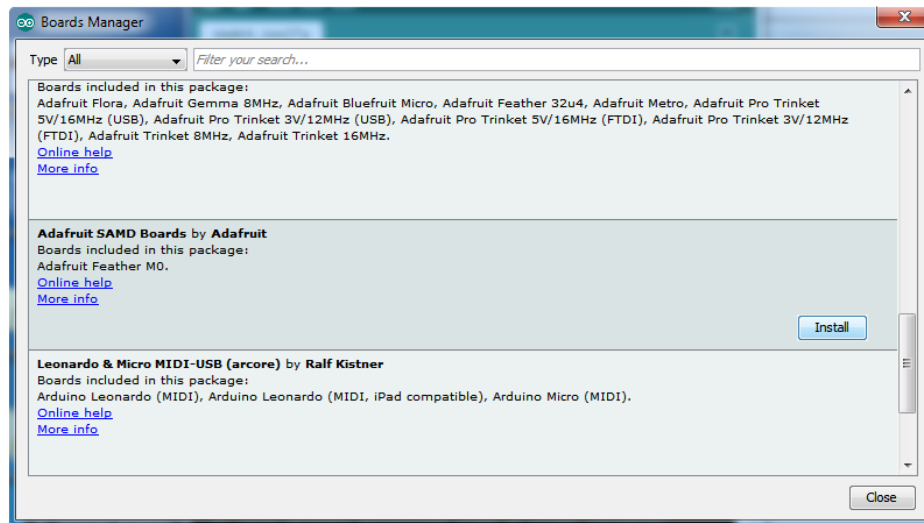 Boards Manager
Type All Filter your search...
Boards included in this package:
Adafruit Flora, Adafruit Gemma 8MHz, Adafruit Bluefruit Micro, Adafruit Feather 32u4, Adafruit Metro, Adafruit Pro Trinket
5V/16MHz (USB), Adafruit Pro Trinket 3V/12MHz (USB), Adafruit Pro Trinket 5V/16MHz (FTDI), Adafruit Pro Trinket 3V/12MHz
(FTDI), Adafruit Trinket 8MHz, Adafruit Trinket 16MHz.
Online help
More info
Adafruit SAMD Boards by Adafruit
Boards included in this package:
Adafruit Feather M0.
Online help
More info
Install
Leonardo & Micro MIDI-USB (arcore) by Ralf Kistner
Boards included in this package:
Arduino Leonardo (MIDI), Arduino Leonardo (MIDI, iPad compatible), Arduino Micro (MIDI).
Online help
More info
Close